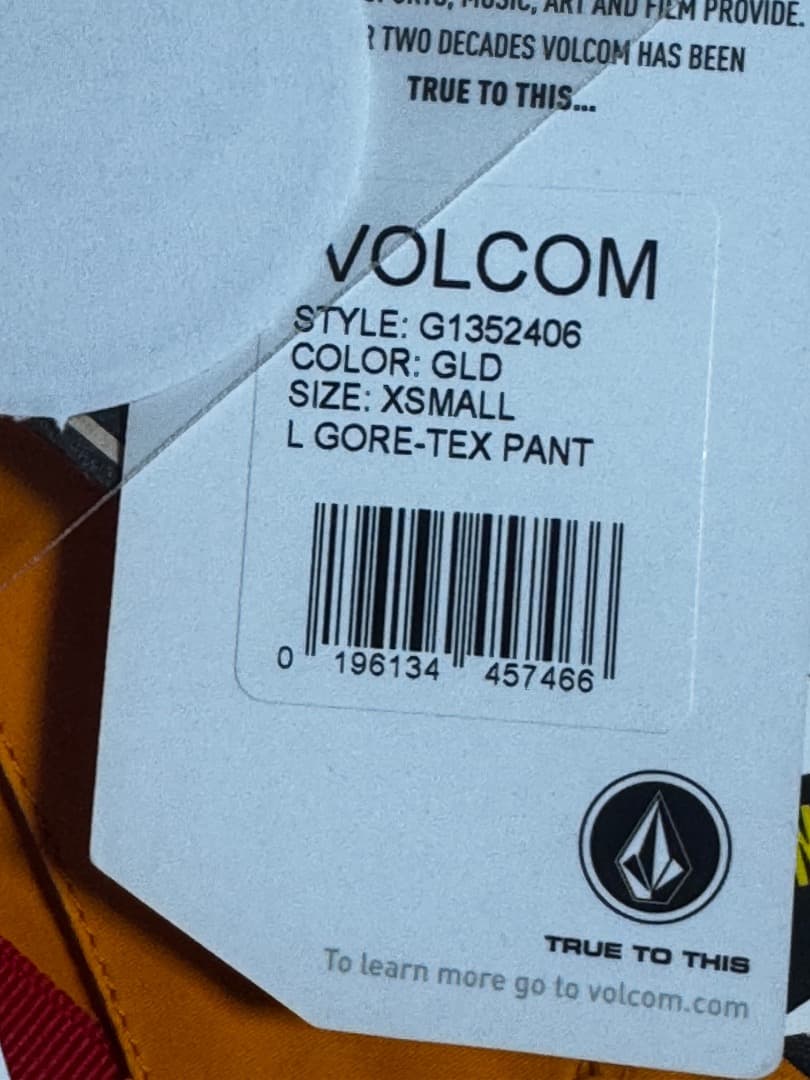 MUSIC, ART AND FILM PROVIDE.
TWO DECADES VOLCOM HAS BEEN
TRUE TO THIS...
VOLCOM
STYLE: G1352406
COLOR: GLD
SIZE: XSMALL
L GORE-TEX PANT
0 196134 457466
TRUE TO THIS
To learn more go to volcom.com